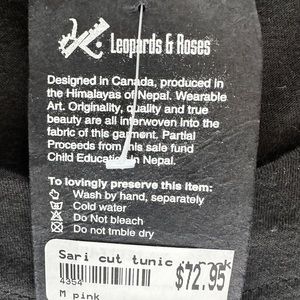 Leopards & Roses
Designed in Canada, produced in
the Himalayas of Nepal. Wearable
Art. Originality, quality and true
beauty are all interwoven into the
fabric of this garment. Partial
Proceeds from this sale fund
Child Education in Nepal.
To lovingly preserve this item:
Wash by hand, separately
Cold water
Do Not bleach
Do not tmble dry
Sari cut tunic
4354
$72.95
M pink